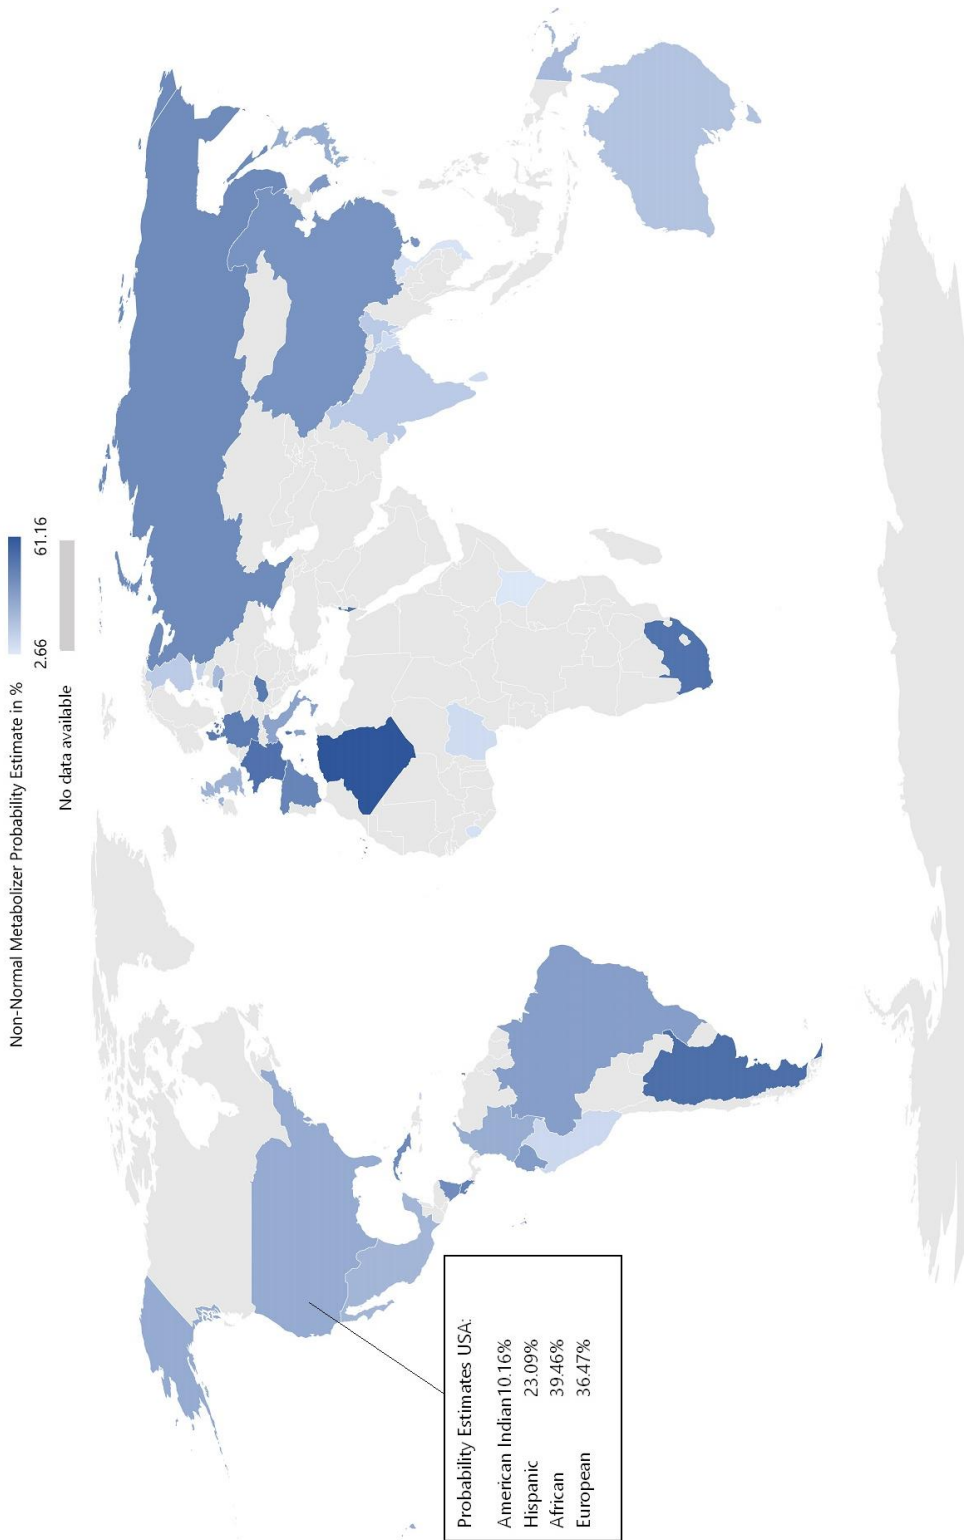 Non-Normal Metabolizer Probability Estimate in %
2.66 61.16
No data available
Probability Estimates USA:
American Indian10.16%
Hispanic 23.09%
African 39.46%
European 36.47%